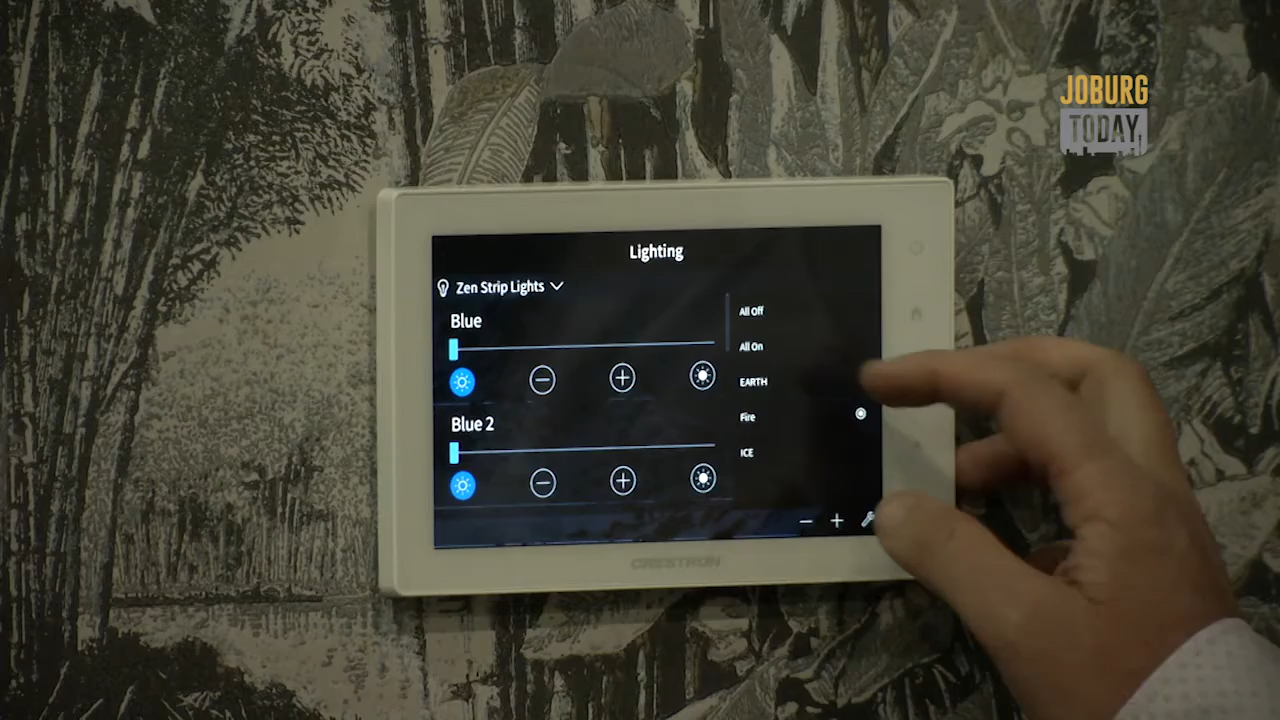 JOBURG
TODAY
Lighting
Zen Strip Lights
Blue
Blue 2
All Off
All On
EARTH
Fire
ICE
CRESTRON